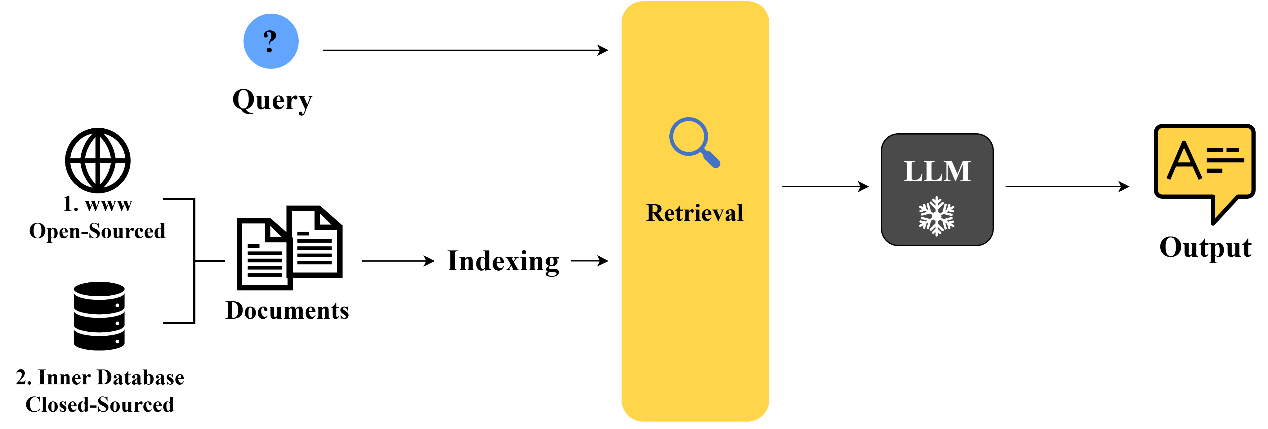 ?
Query
1. www
Open-Sourced
2. Inner Database
Closed-Sourced
Documents
Indexing
Retrieval
LLM
A
Output